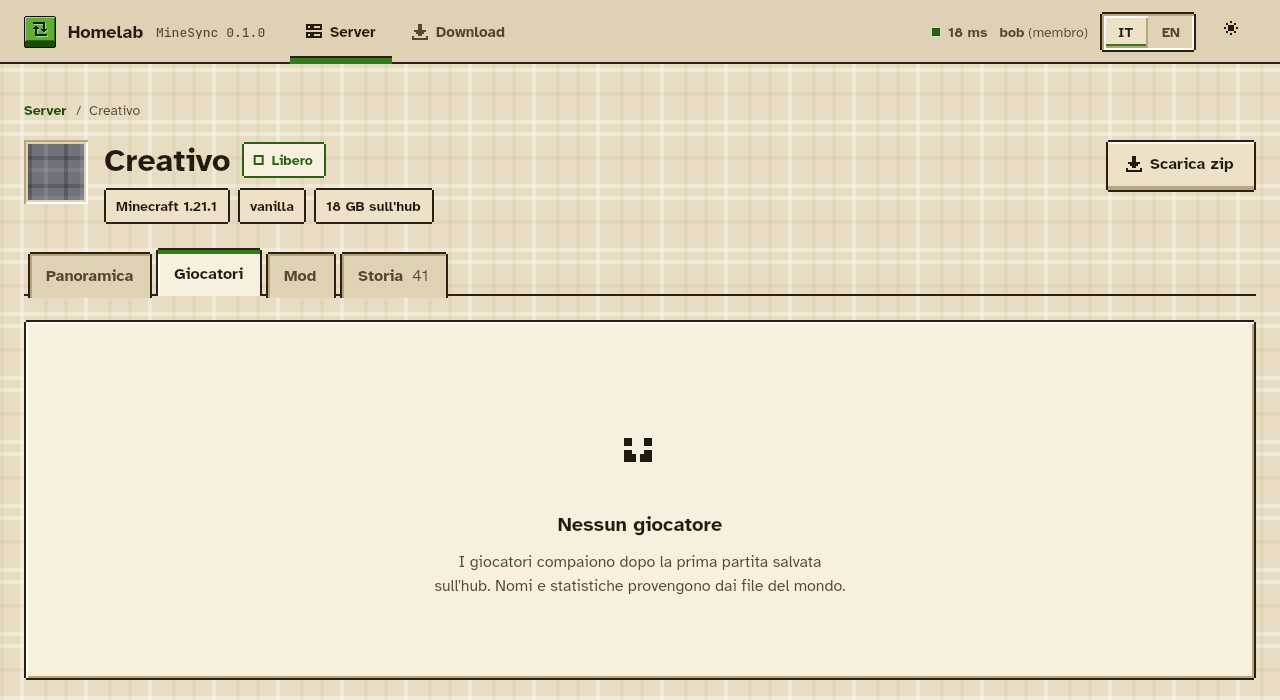 Homelab MineSync 0.1.0 Server Download 18 ms bob (membro) IT EN
Server / Creativo
Creativo Libero
Scarica zip
Minecraft 1.21.1 vanilla 18 GB sull'hub
Panoramica Giocatori Mod Storia 41
Nessun giocatore
I giocatori compaiono dopo la prima partita salvata
sull'hub. Nomi e statistiche provengono dai file del mondo.